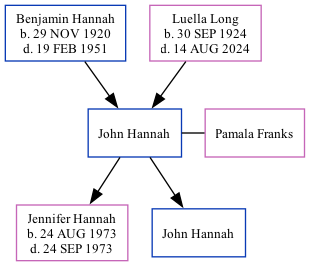 Benjamin Hannah
b. 29 NOV 1920
d. 19 FEB 1951
Luella Long
b. 30 SEP 1924
d. 14 AUG 2024
John Hannah
Pamala Franks
Jennifer Hannah
b. 24 AUG 1973
d. 24 SEP 1973
John Hannah